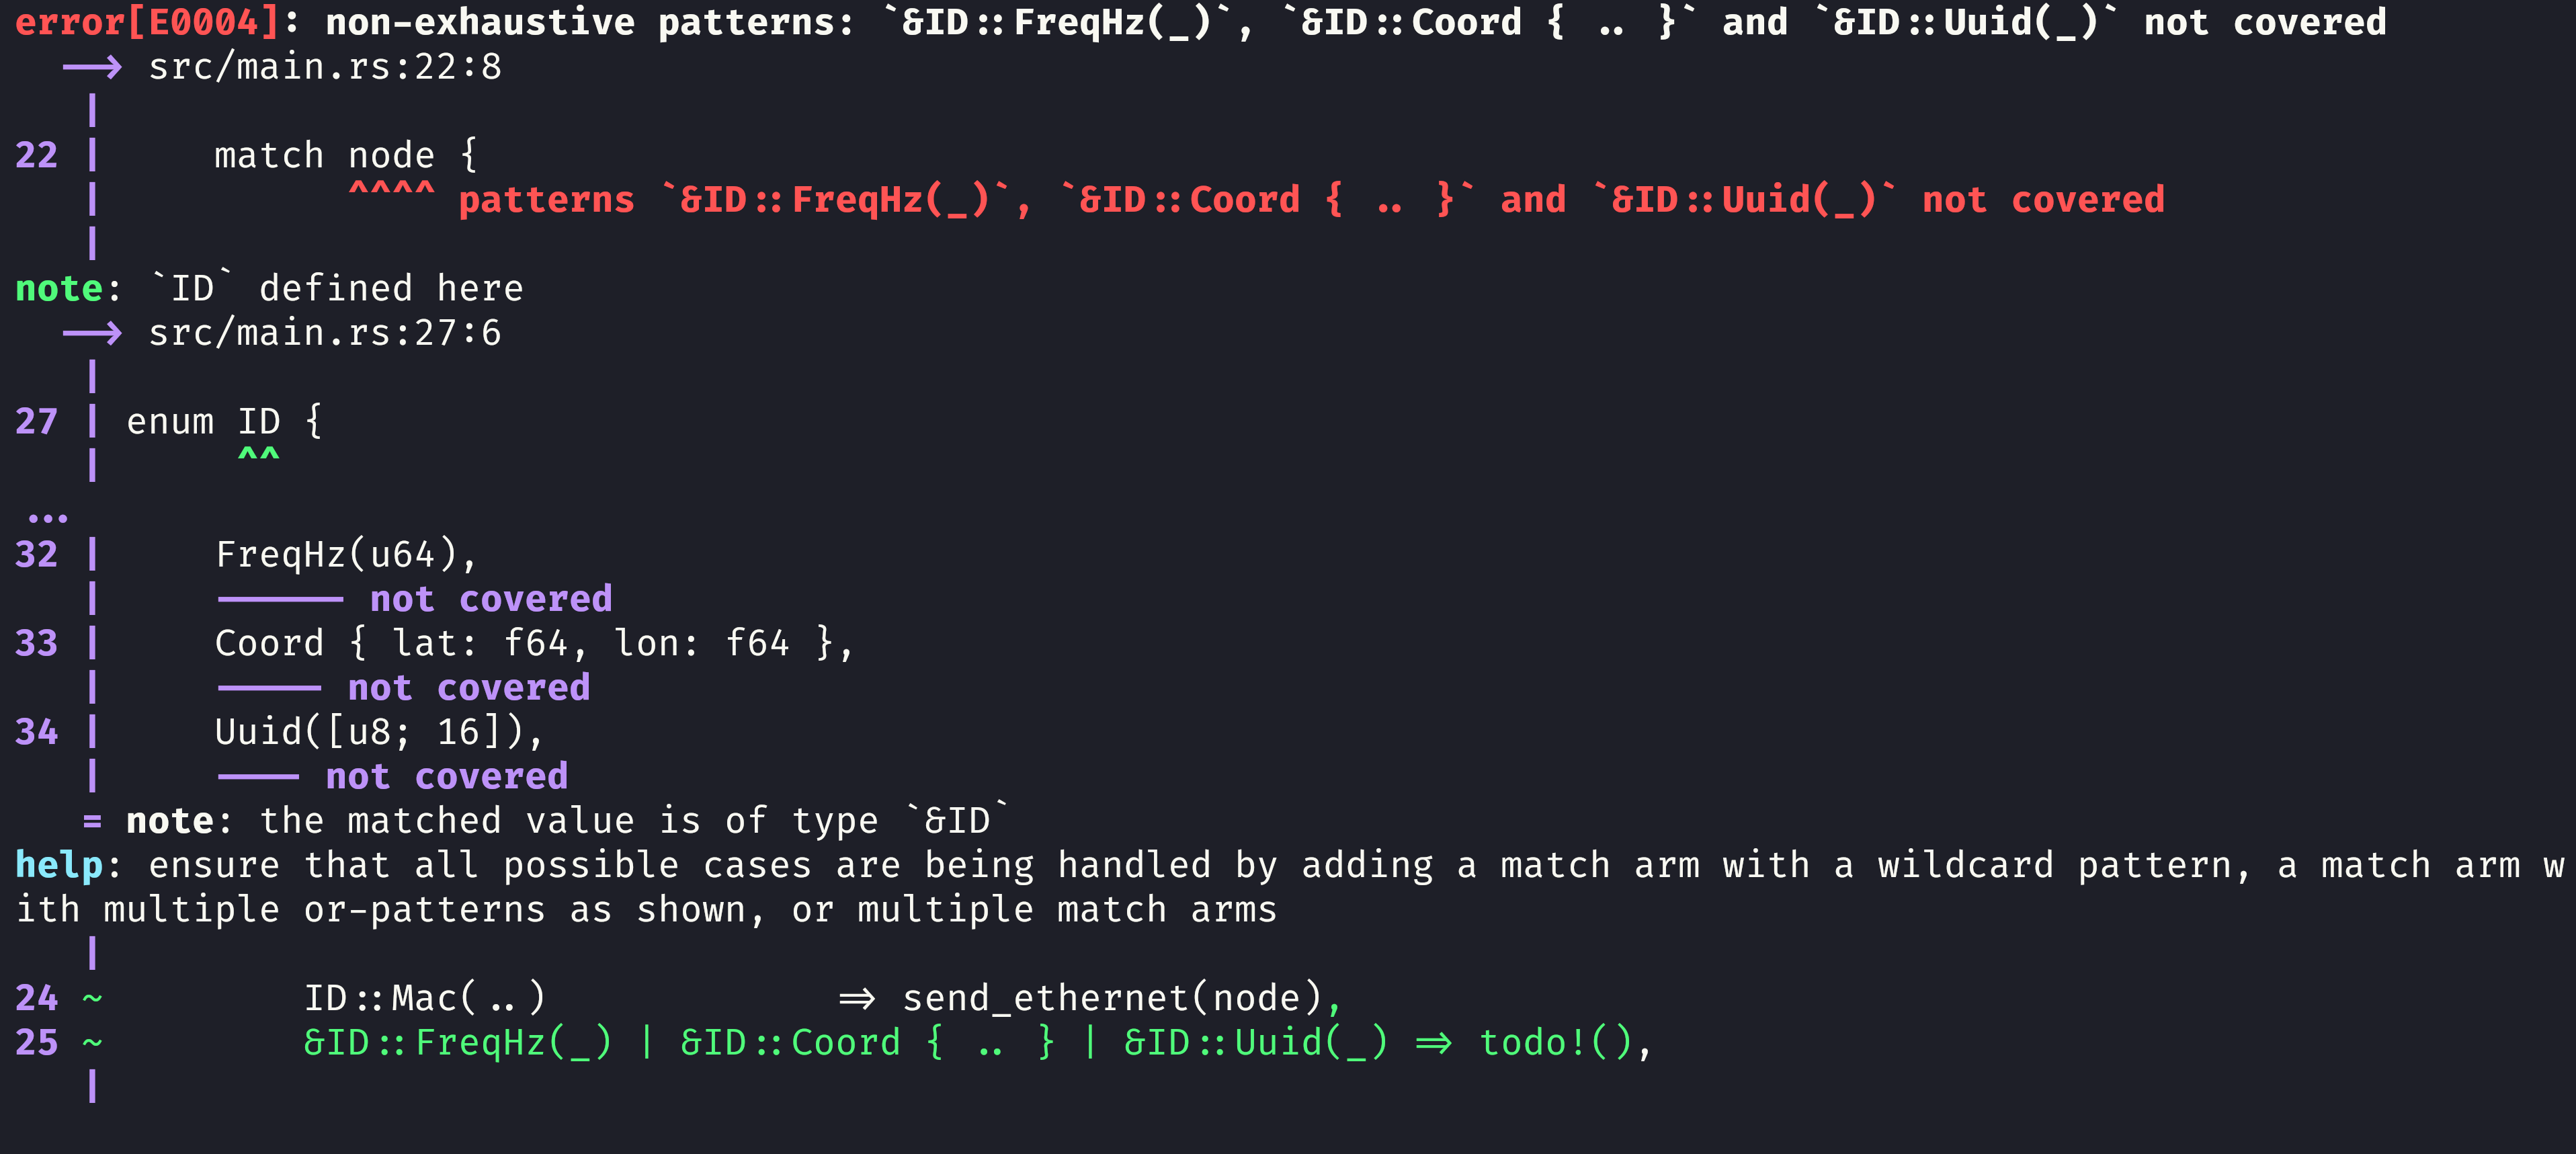 error[E0004]: non-exhaustive patterns: `&ID::FreqHz(_)`, `&ID::Coord { .. }` and `&ID::Uuid(_)` not covered
  --> src/main.rs:22:8
   |
22 |     match node {
   |           ^^^^ patterns `&ID::FreqHz(_)`, `&ID::Coord { .. }` and `&ID::Uuid(_)` not covered
   |
note: `ID` defined here
  --> src/main.rs:27:6
   |
27 | enum ID {
   |      ^^
...
32 |     FreqHz(u64),
   |     ------ not covered
33 |     Coord { lat: f64, lon: f64 },
   |     ----- not covered
34 |     Uuid([u8; 16]),
   |     ---- not covered
   = note: the matched value is of type `&ID`
help: ensure that all possible cases are being handled by adding a match arm with a wildcard pattern, a match arm w
ith multiple or-patterns as shown, or multiple match arms
   |
24 ~         ID::Mac(..)             => send_ethernet(node),
25 ~         &ID::FreqHz(_) | &ID::Coord { .. } | &ID::Uuid(_) => todo!(),
   |